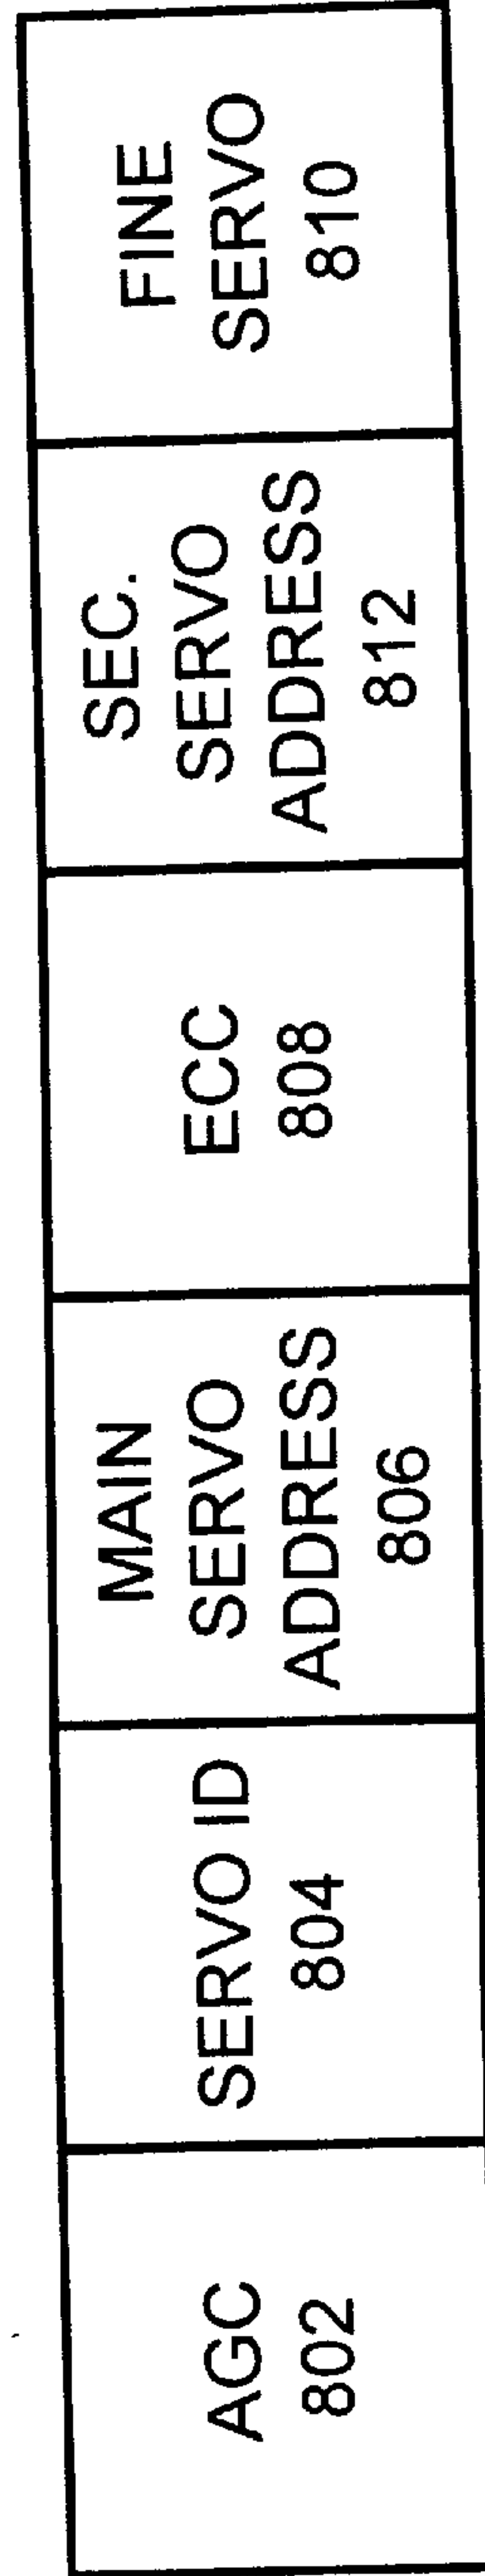 AGC
802
SERVO ID
804
MAIN
SERVO
ADDRESS
806
ECC
808
SEC.
SERVO
ADDRESS
812
FINE
SERVO
810